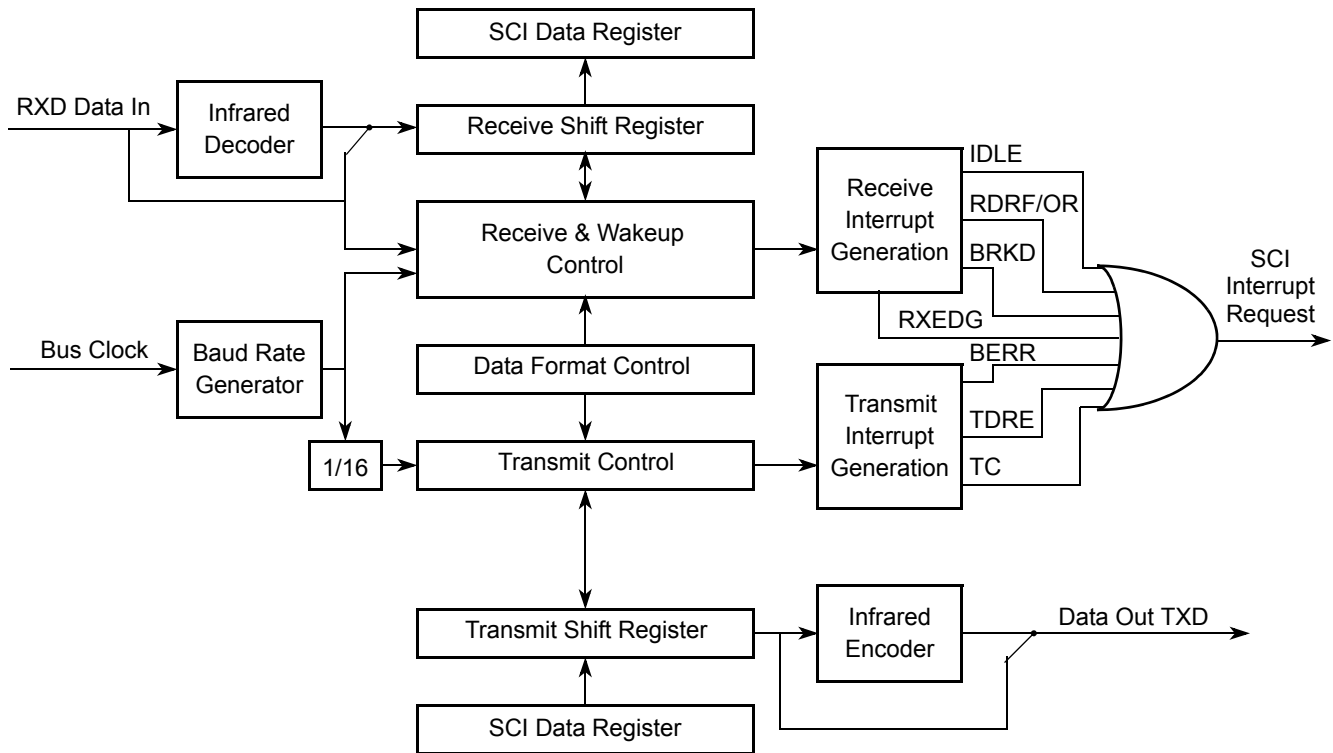 SCI Data Register
RXD Data In
Infrared
Decoder
Receive Shift Register
IDLE
Receive
Interrupt
Generation
RDRF/OR
Receive & Wakeup
Control
BRKD
SCI
Interrupt
Request
RXEDG
Bus Clock
Baud Rate
Generator
Data Format Control
BERR
Transmit
Interrupt
Generation
TDRE
1/16
Transmit Control
TC
Transmit Shift Register
Infrared
Encoder
Data Out TXD
SCI Data Register